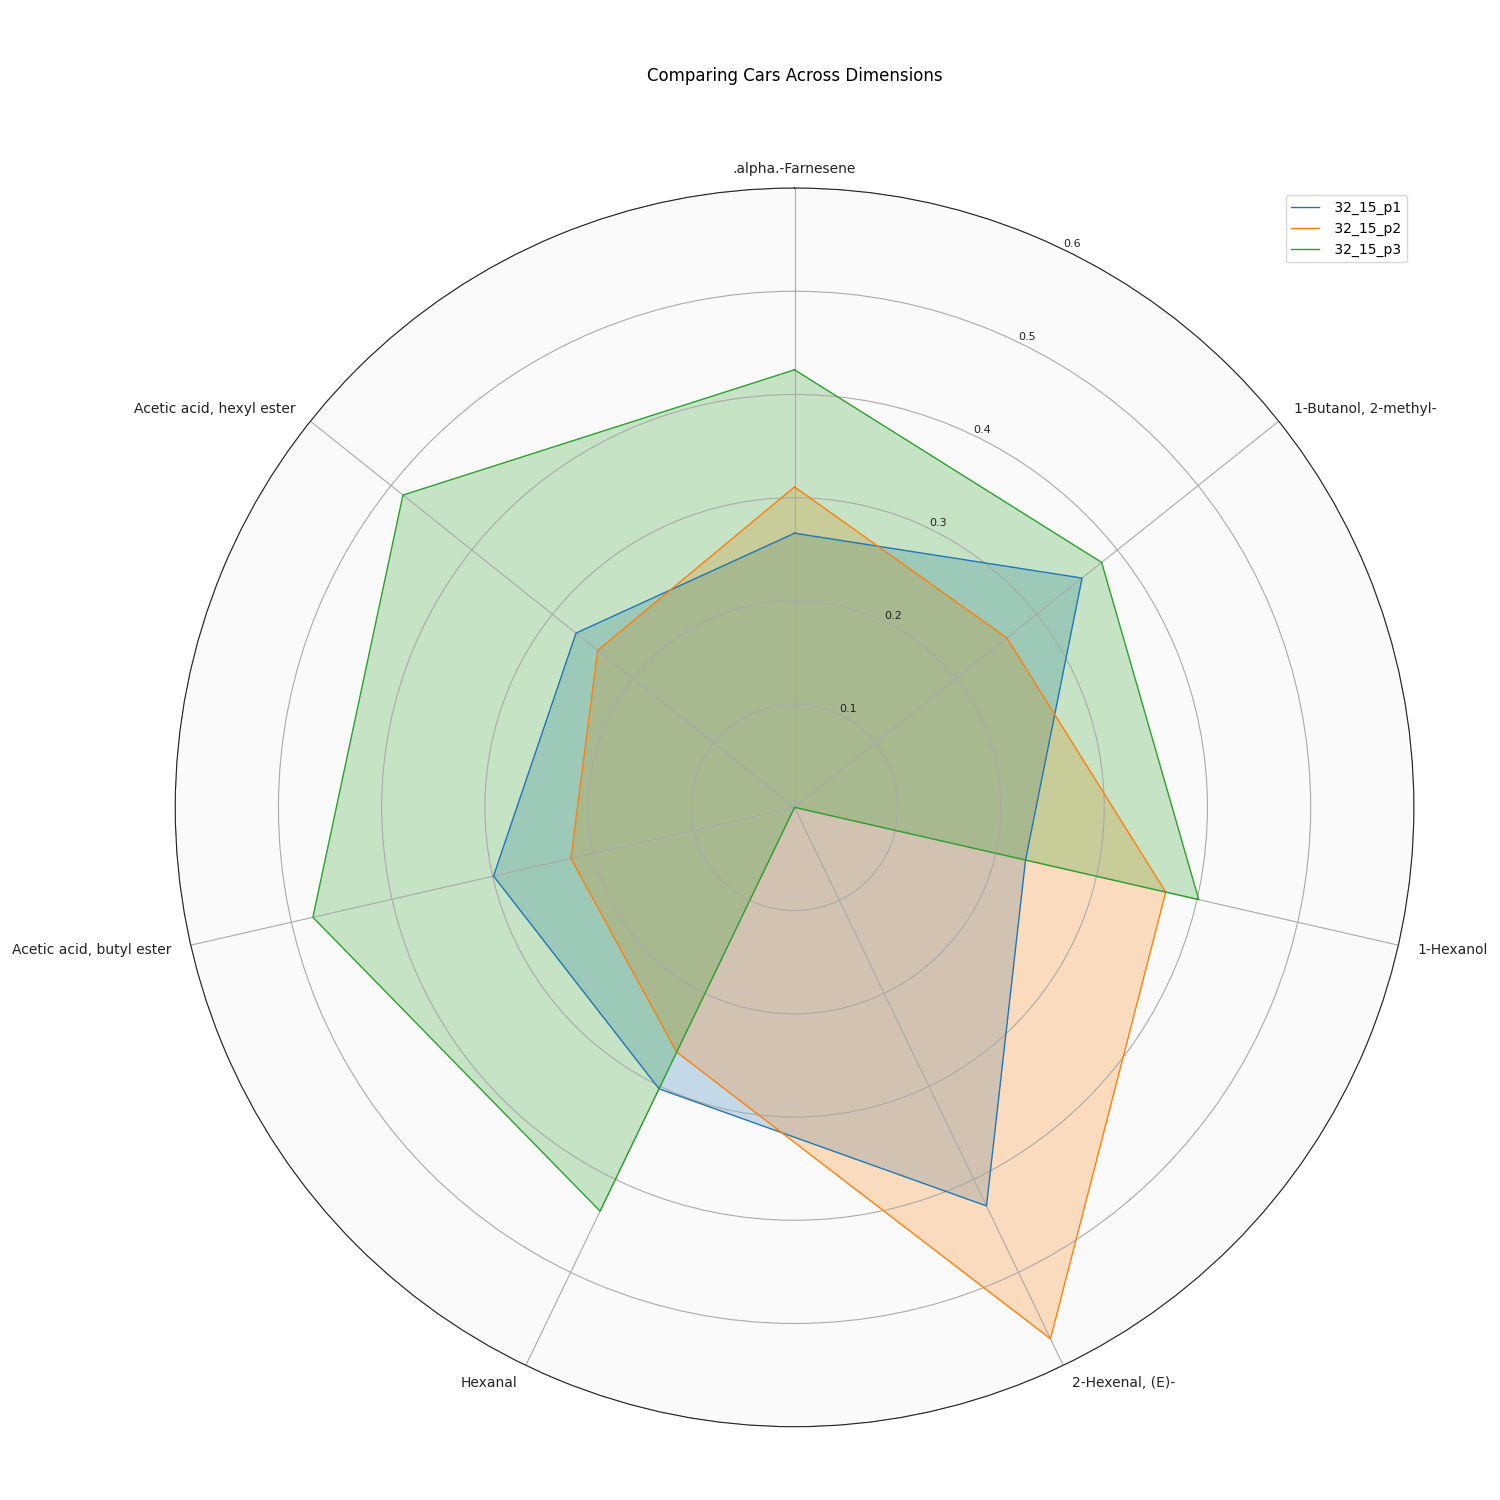 Comparing Cars Across Dimensions
.alpha.-Farnesene
32_15_p1
32_15_p2
32_15_p3
0.6
0.5
0.4
0.3
0.2
0.1
Acetic acid, hexyl ester
1-Butanol, 2-methyl-
Acetic acid, butyl ester
1-Hexanol
Hexanal
2-Hexenal, (E)-